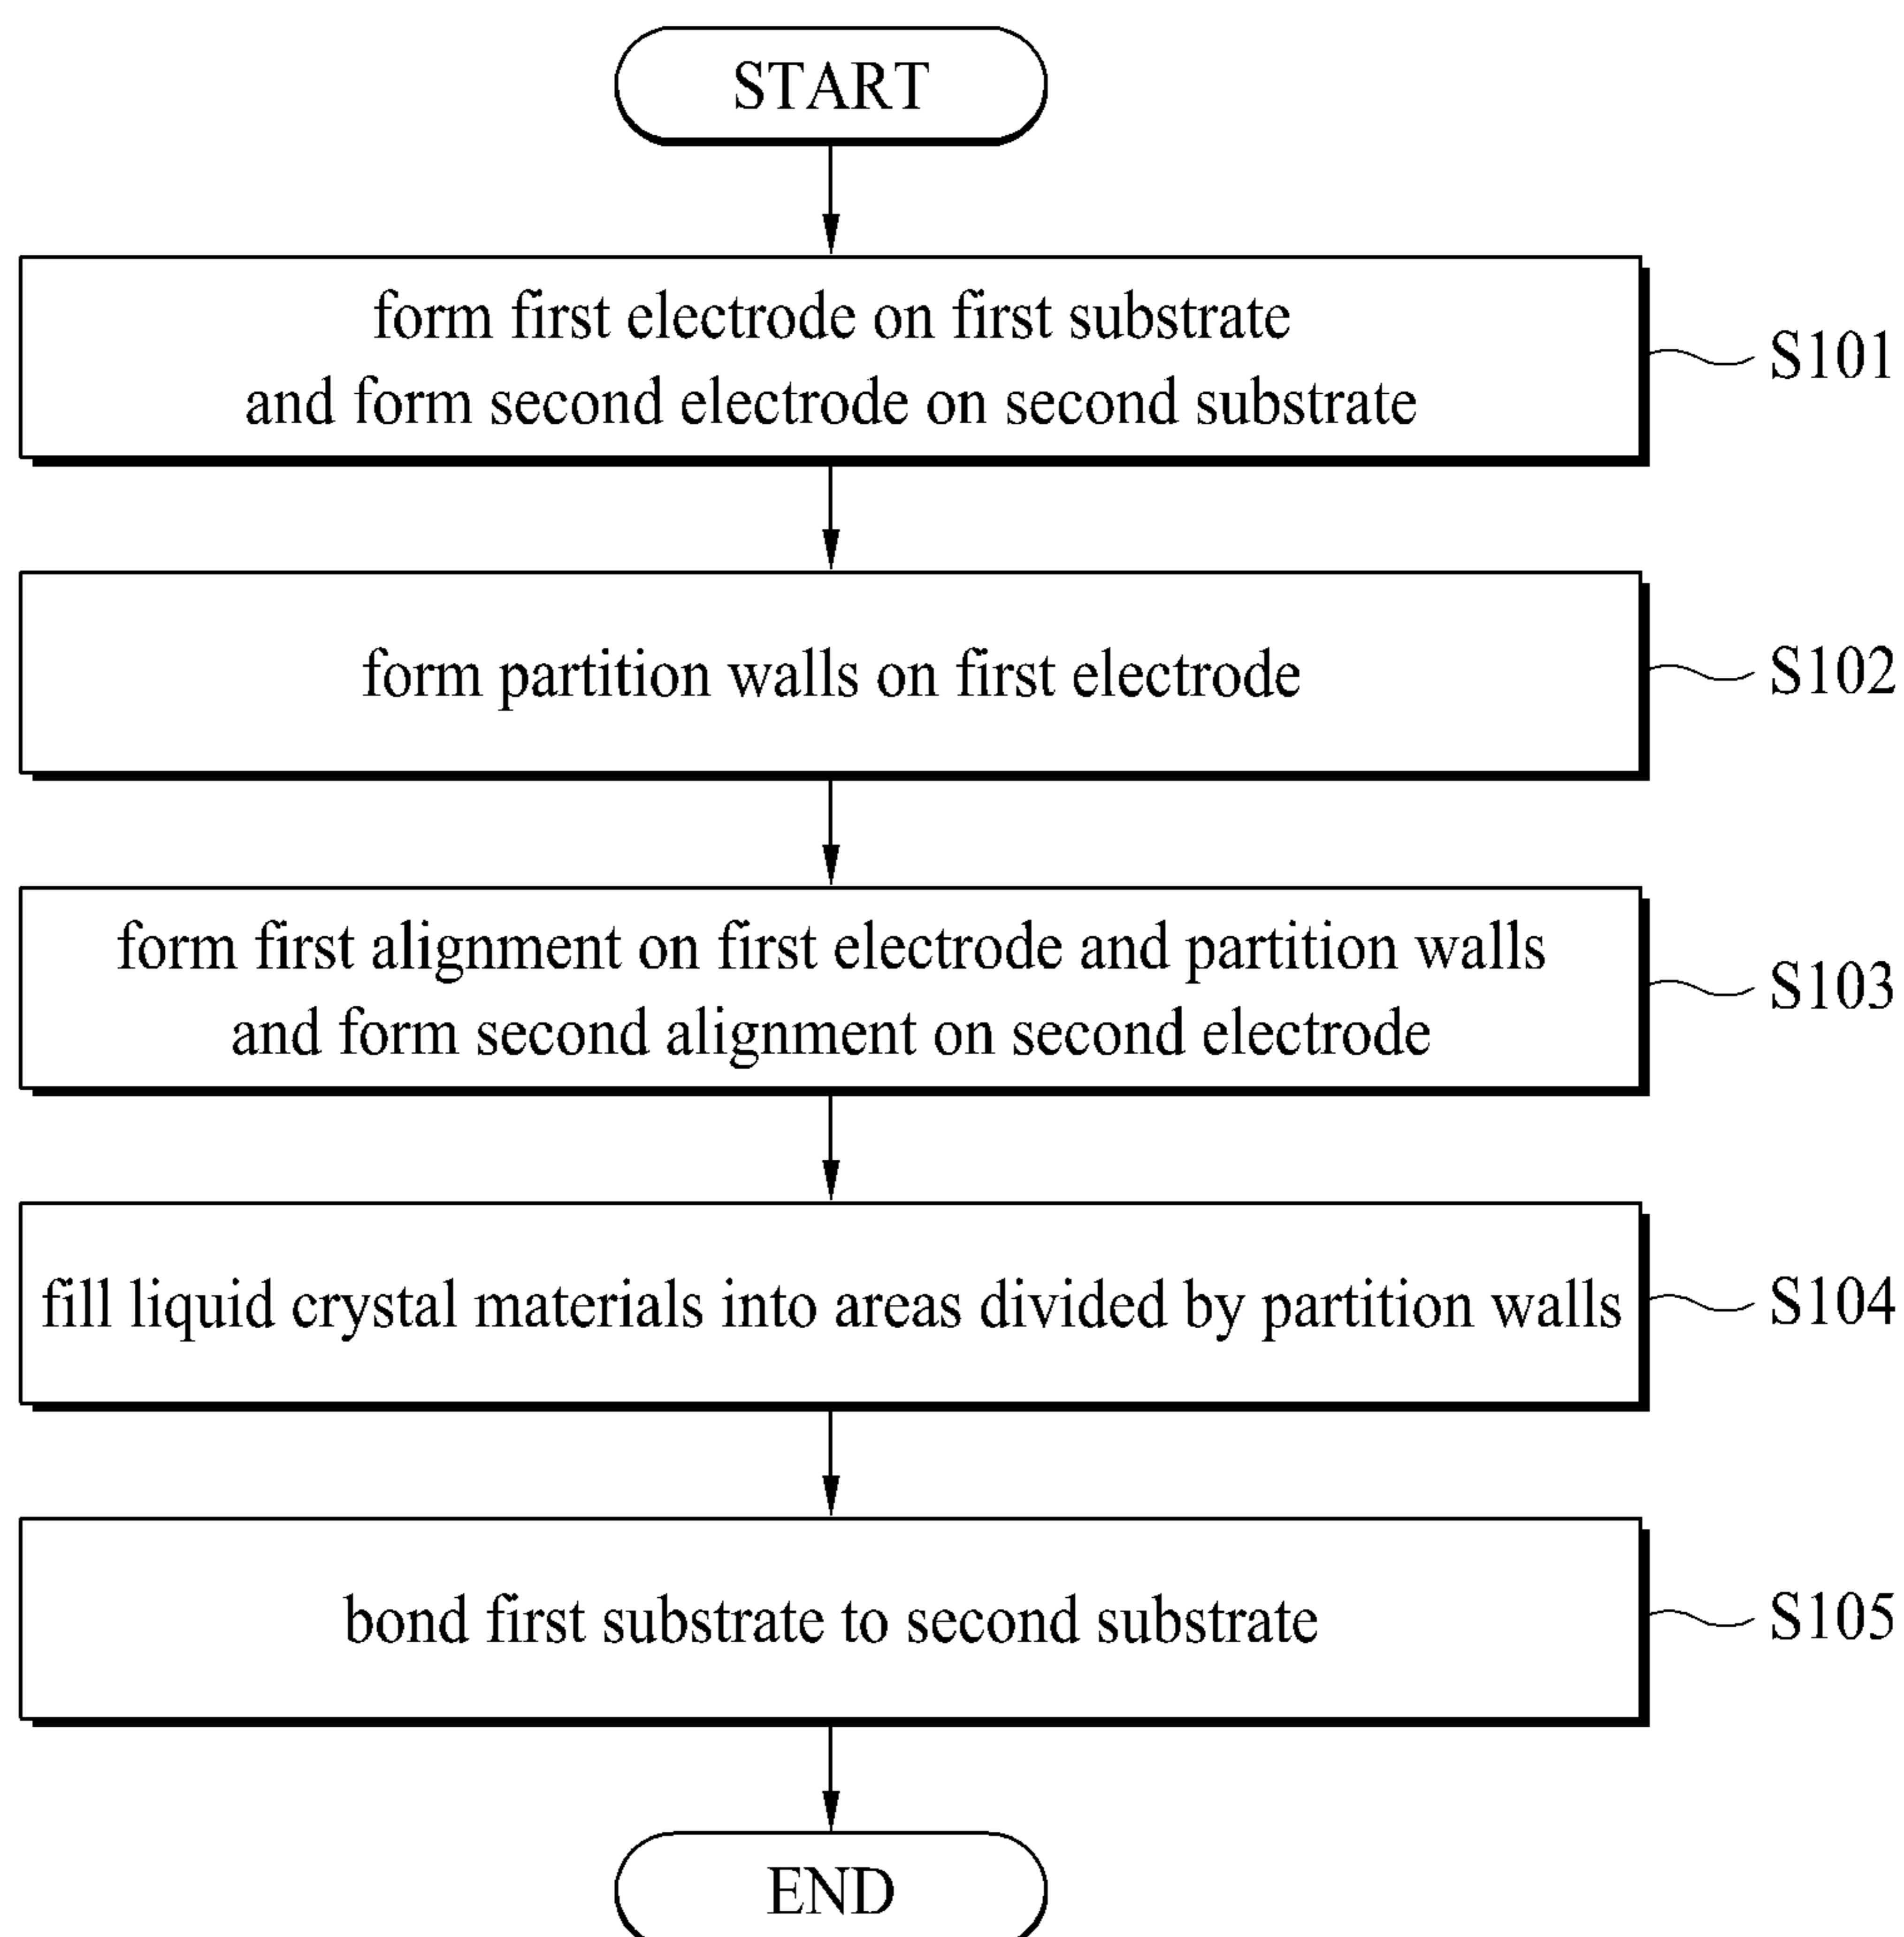 START
form first electrode on first substrate
and form second electrode on second substrate
S101
form partition walls on first electrode
S102
form first alignment on first electrode and partition walls
and form second alignment on second electrode
S103
fill liquid crystal materials into areas divided by partition walls
S104
bond first substrate to second substrate
S105
END